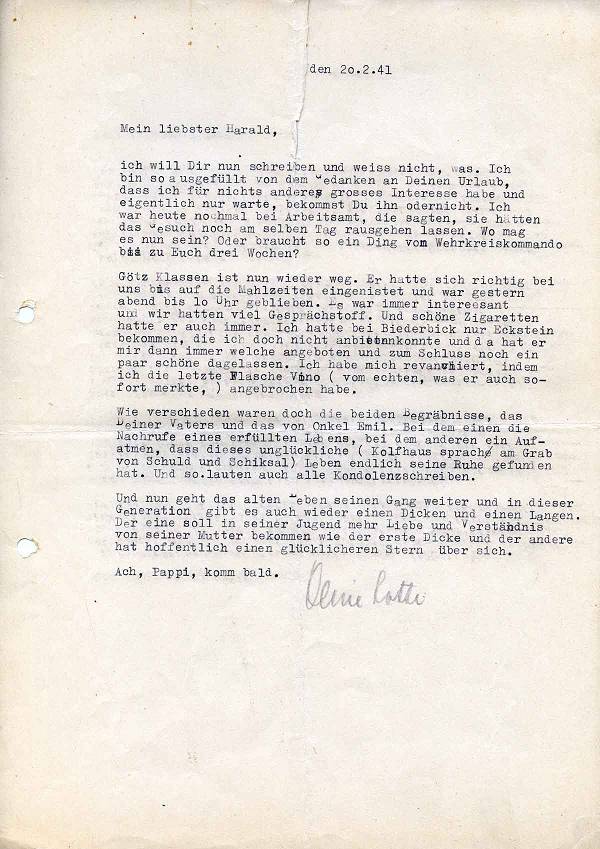 den 2o.2.41
Mein liebster Harald,
ich will Dir nun schreiben und weiss nicht, was. Ich
bin so ausgefüllt von dem Gedanken an Deinen Urlaub,
dass ich für nichts anderes grosses Interesse habe und
eigentlich nur warte, bekommst Du ihn odernicht. Ich
war heute nochmal bei Arbeitsamt, die sagten, sie hätten
das Gesuch noch am selben Tag rausgehen lassen. Wo mag
es nun sein? Oder braucht so ein Ding vom Wehrkreiskommando
bis zu Euch drei Wochen?
Götz Klassen ist nun wieder weg. Er hatte sich richtig bei
uns bis auf die Mahlzeiten eingenistet und war gestern
abend bis lo Uhr geblieben. Es war immer interessant
und wir hatten viel Gesprächstoff. Und schöne Zigaretten
hatte er auch immer. Ich hatte bei Biederbick nur Eckstein
bekommen, die ich doch nicht anbietenkonnte und d a hat er
mir dann immer welche angeboten und zum Schluss noch ein
paar schöne dagelassen. Ich habe mich revanchiert, indem
ich die letzte Flasche Vino ( vom echten, was er auch so-
fort merkte, ) angebrochen habe.
Wie verschieden waren doch die beiden Begräbnisse, das
Deiner Vaters und das von Onkel Emil. Bei dem einen die
Nachrufe eines erfüllten Lebens, bei dem anderen ein Auf-
atmen, dass dieses unglückliche ( Kolfhaus sprach am Grab
von Schuld und Schiksal) Leben endlich seine Ruhe gefunden
hat. Und so.lauten auch alle Kondolenzschreiben.
Und nun geht das alten Leben seinen Gang weiter und in dieser
Generation gibt es auch wieder einen Dicken und einen Langen.
Der eine soll in seiner Jugend mehr Liebe und Verständnis
von seiner Mutter bekommen wie der erste Dicke und der andere
hat hoffentlich einen glücklicheren Stern über sich.
Ach, Pappi, komm bald.
Deine Lotte